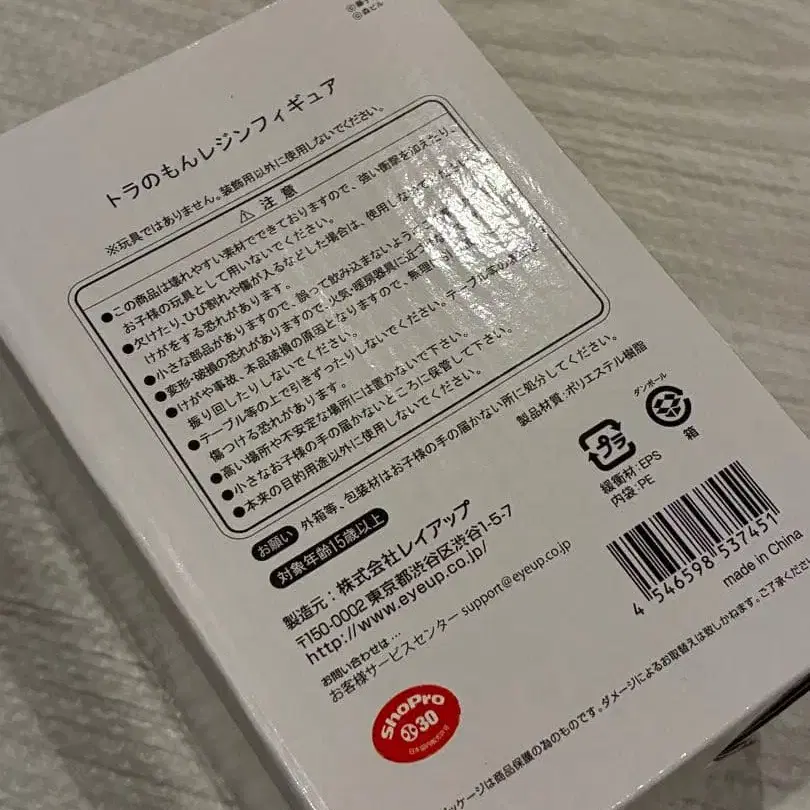 ©森ビル
トラのもんレジンフィギュア
※玩具ではありません。装飾用以外に使用しないでください。
⚠ 注意
●この商品は壊れやすい素材でできておりますので、強い衝撃を加えたり、
お子様の玩具として用いないでください。
●欠けたり、ひび割れや傷が入るなどした場合は、使用しないでください。
けがをする恐れがあります。
●小さな部品がありますので、誤って飲み込まないように
●変形・破損の恐れがありますので、火気・暖房器具に近づ
●けがや事故、本品破損の原因となりますので、無理
振り回したりしないでください。
●テーブル等の上で引きずったりしないでください。テーブル等の
傷つける恐れがあります。
●高い場所や不安定な場所には置かないで下さい。
●小さなお子様の手の届かないところに保管して下さい。
●本来の目的用途以外に使用しないでください。
お願い 外箱等、包装材はお子様の手の届かない所に処分してください。
対象年齢15歳以上
製品材質:ポリエステル樹脂
製造元:株式会社レイアップ
〒150-0002 東京都渋谷区渋谷1-5-7
http://www.eyeup.co.jp/
お問い合わせは…
お客様サービスセンター support@eyeup.co.jp
プラ
緩衝材:EPS
内袋:PE
ダンボール
箱
4 546598 537451
made in China
ShoPro
小30
パッケージは商品保護の為のものです。ダメージによるお取替えは致しかねます。ご了承くださ